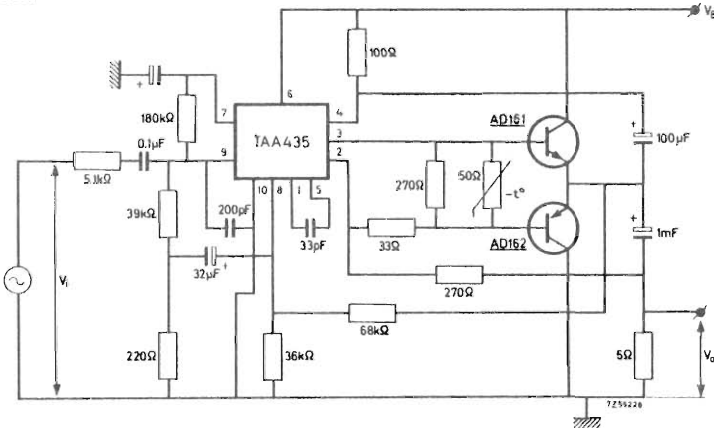 V_B
100Ω
6
4
7
180kΩ
TAA435
3
AD161
100µF
+
+
0.1µF
9
2
5.1kΩ
10 8 1 5
270Ω
50Ω
-t°
39kΩ
200pF
33pF
33Ω
AD162
+
1mF
V_i
32µF
+
270Ω
68kΩ
220Ω
36kΩ
5Ω
V_o
7Z59228